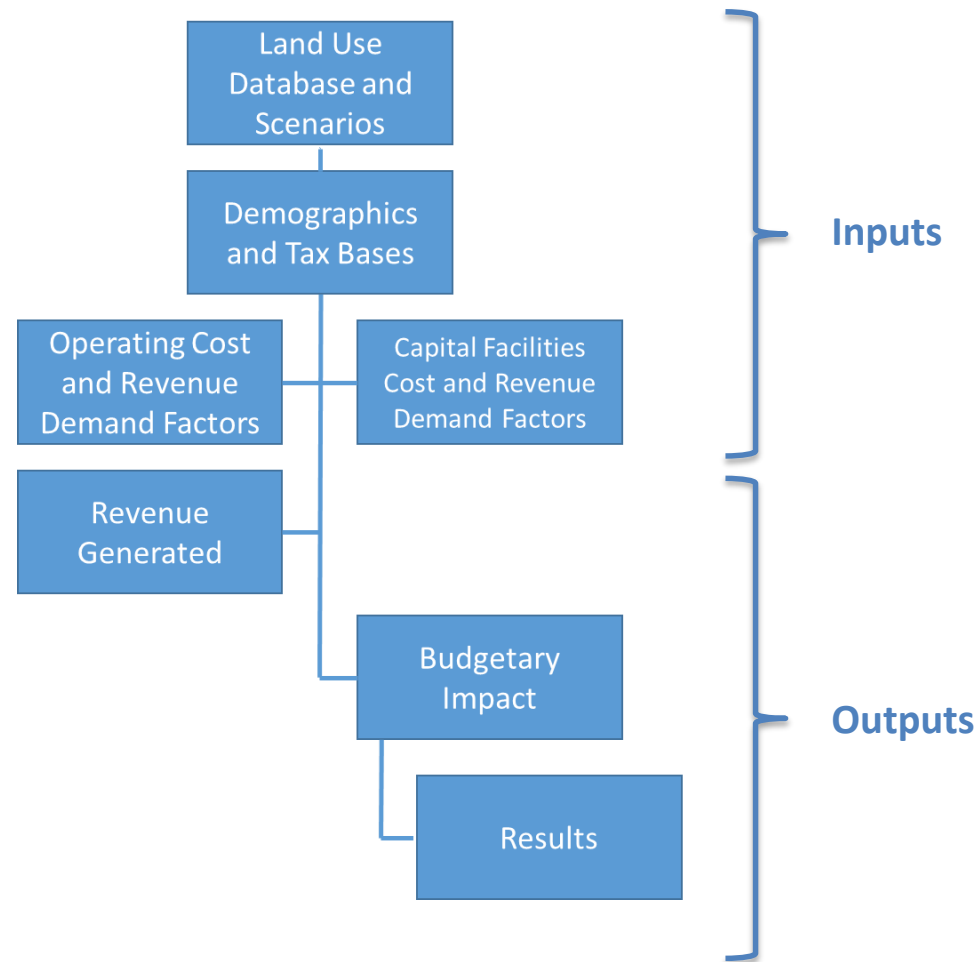 Land Use
Database and
Scenarios
Demographics
and Tax Bases
Inputs
Operating Cost
and Revenue
Demand Factors
Capital Facilities
Cost and Revenue
Demand Factors
Revenue
Generated
Budgetary
Impact
Outputs
Results